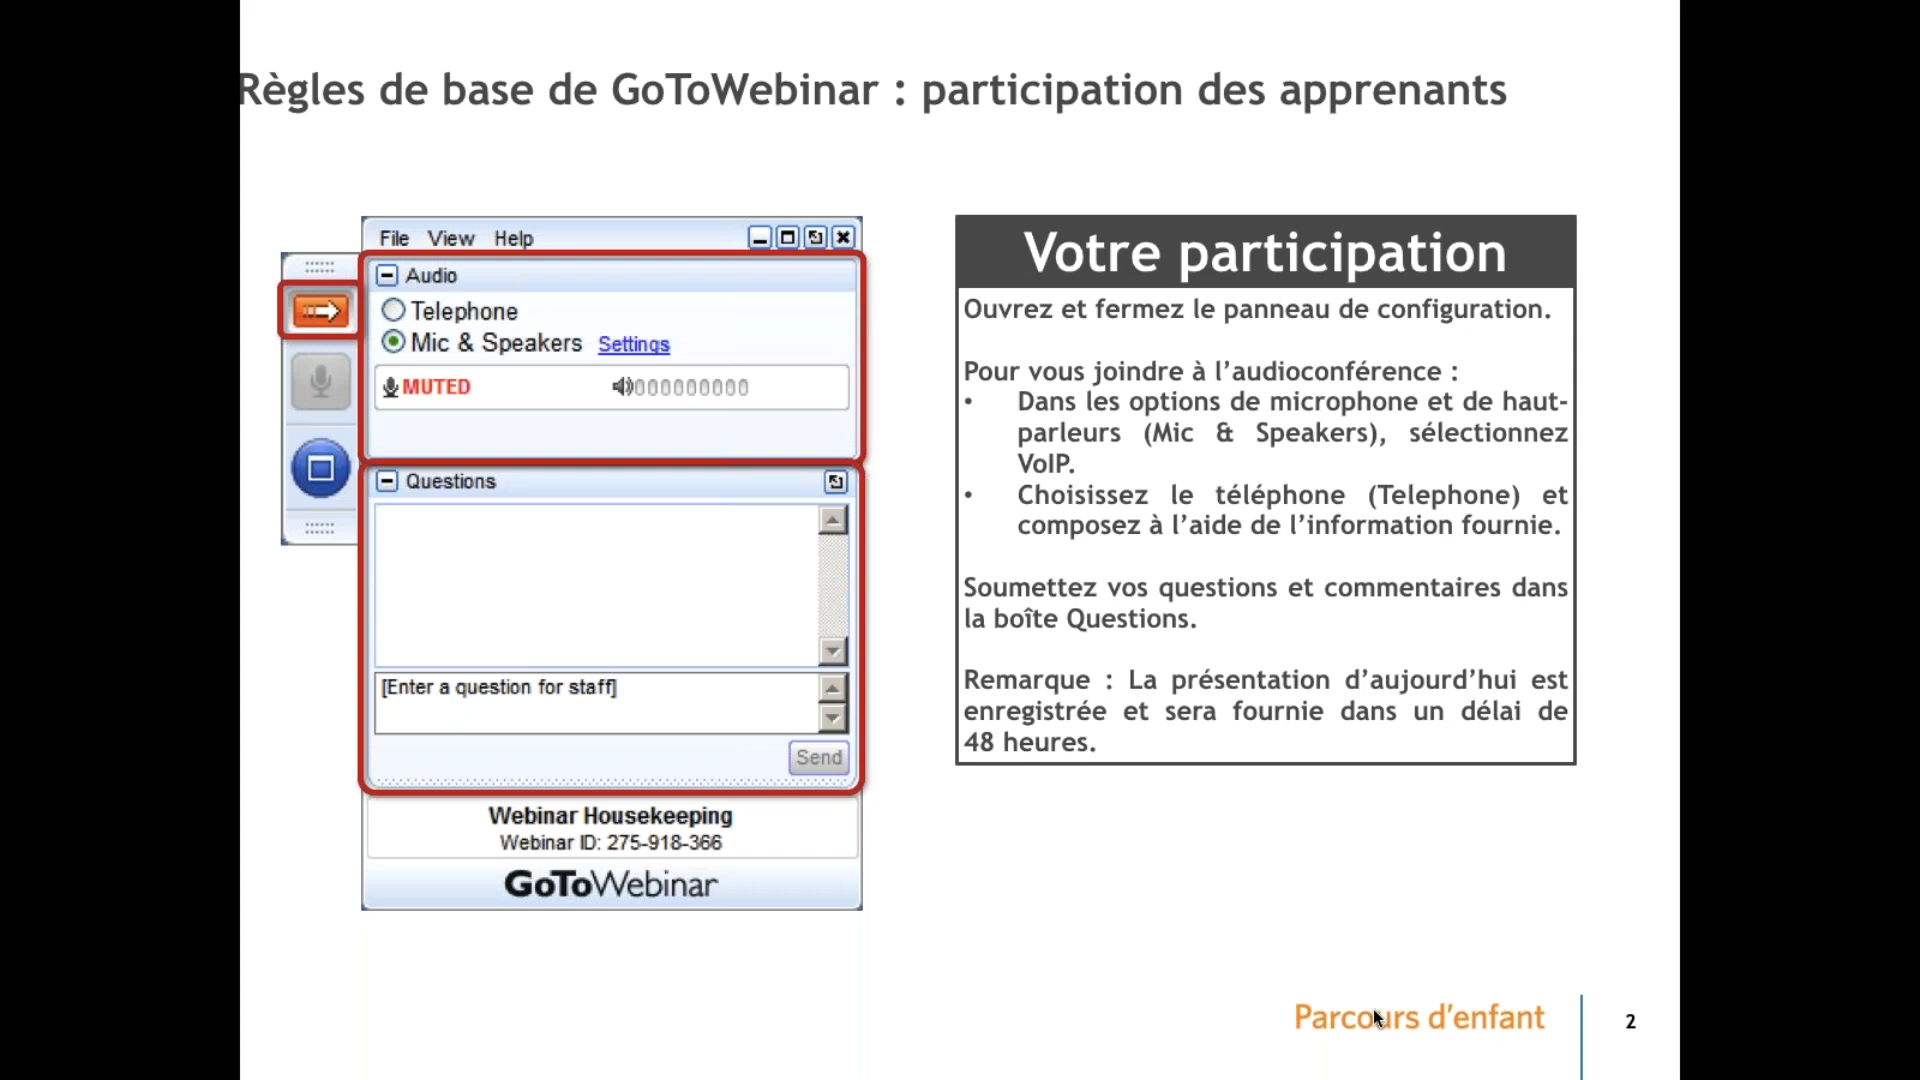 Règles de base de GoToWebinar : participation des apprenants
File View Help
Audio
Telephone
Mic & Speakers Settings
MUTED 000000000
Questions
[Enter a question for staff]
Send
Webinar Housekeeping
Webinar ID: 275-918-366
GoToWebinar
Votre participation
Ouvrez et fermez le panneau de configuration.
Pour vous joindre à l’audioconférence :
• Dans les options de microphone et de haut-
parleurs (Mic & Speakers), sélectionnez
VoIP.
• Choisissez le téléphone (Telephone) et
composez à l’aide de l’information fournie.
Soumettez vos questions et commentaires dans
la boîte Questions.
Remarque : La présentation d’aujourd’hui est
enregistrée et sera fournie dans un délai de
48 heures.
Parcours d’enfant
2